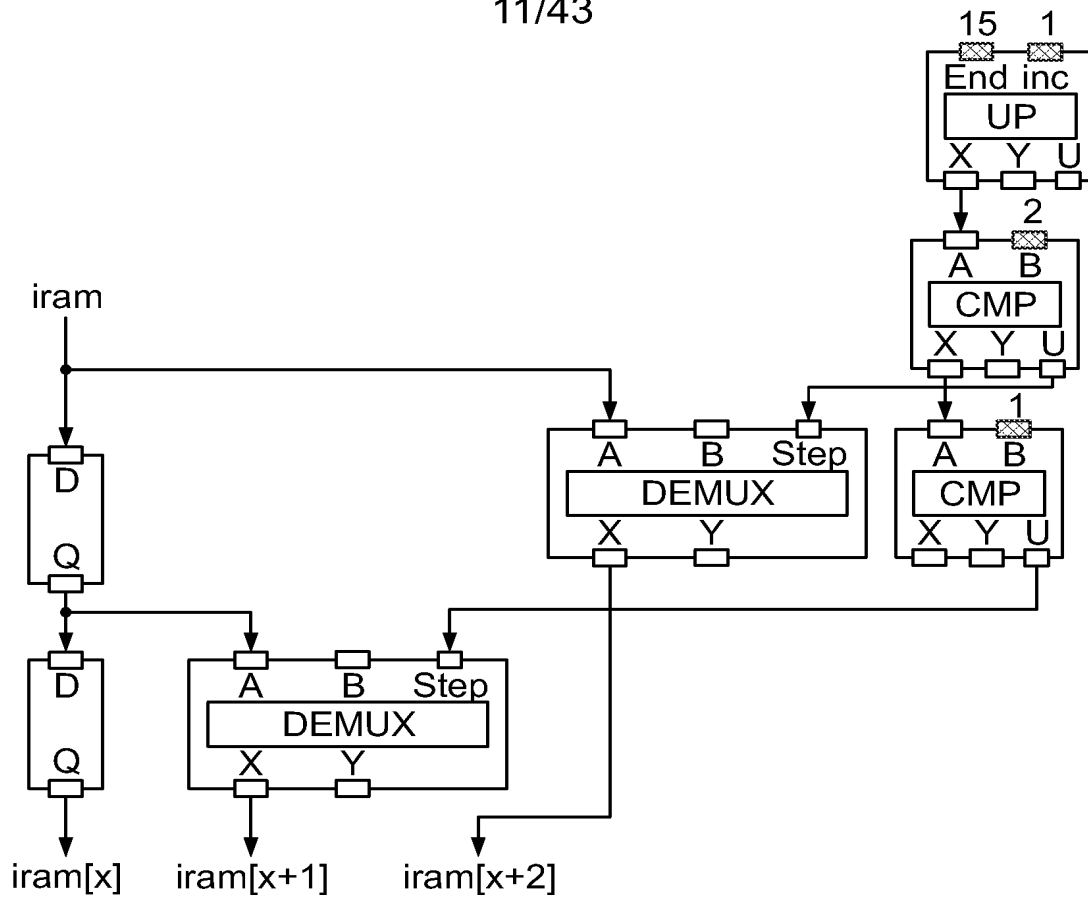 11/43
15 1
End inc
UP
X Y U
2
A B
CMP
X Y U
iram
1
A B Step
DEMUX
X Y
A B
CMP
X Y U
D
Q
D
Q
A B Step
DEMUX
X Y
iram[x] iram[x+1] iram[x+2]